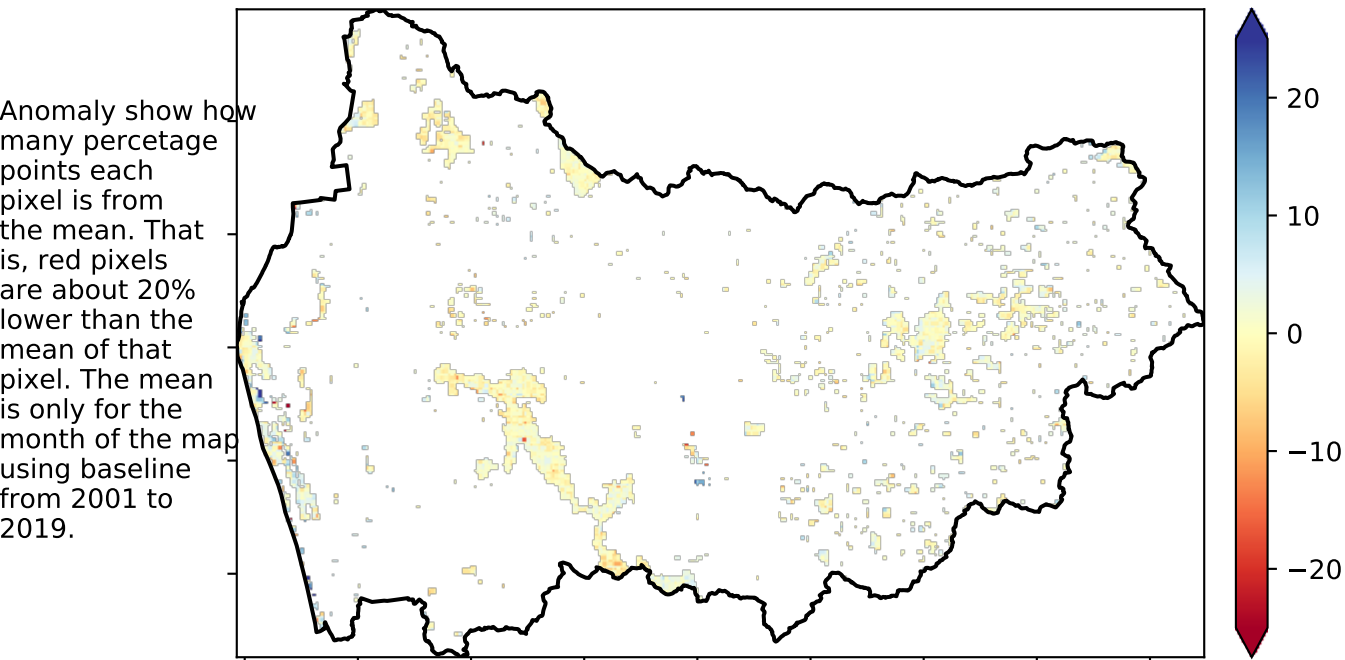 Anomaly show how
many percetage
points each
pixel is from
the mean. That
is, red pixels
are about 20%
lower than the
mean of that
pixel. The mean
is only for the
month of the map
using baseline
from 2001 to
2019.
20
10
0
−10
−20